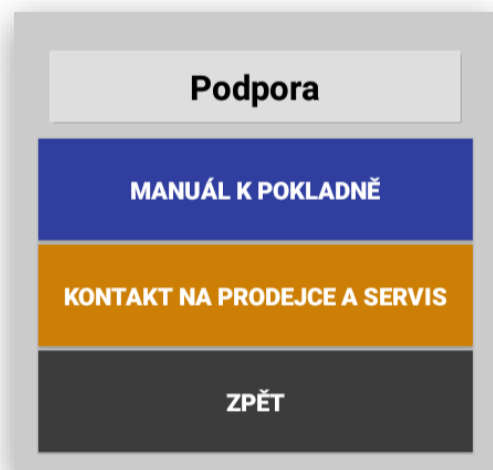 Podpora
MANUÁL K POKLADNĚ
KONTAKT NA PRODEJCE A SERVIS
ZPĚT